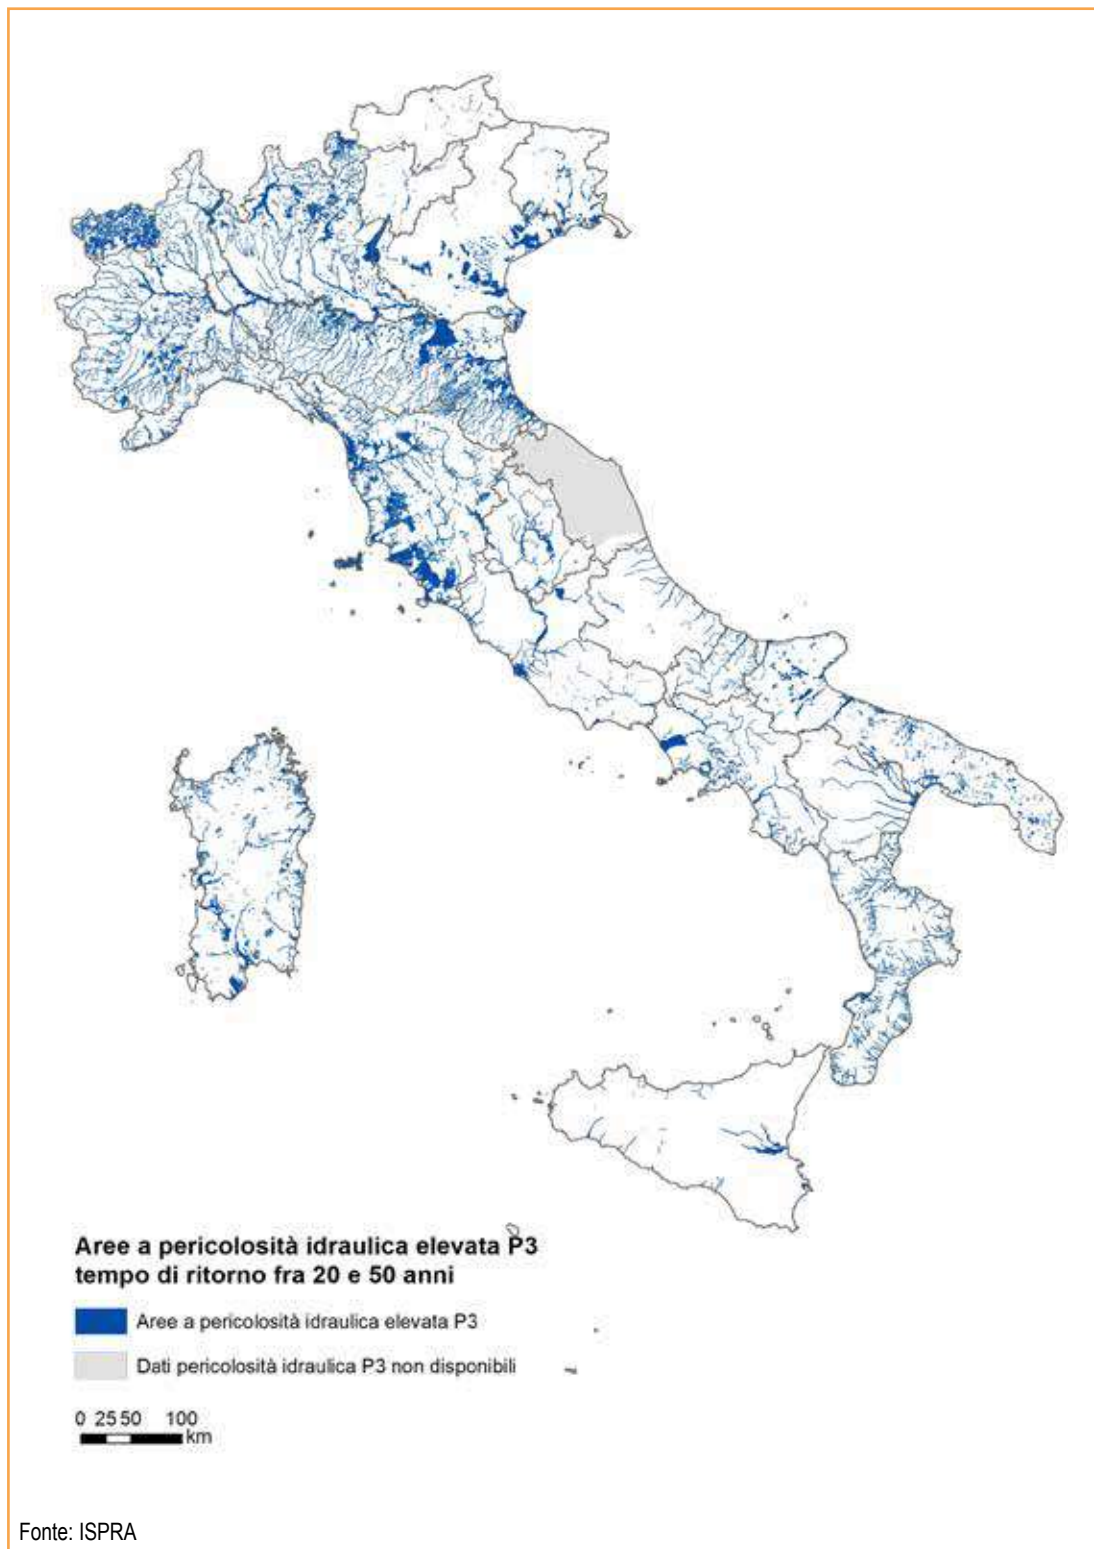 Aree a pericolosità idraulica elevata P3
tempo di ritorno fra 20 e 50 anni
Aree a pericolosità idraulica elevata P3
Dati pericolosità idraulica P3 non disponibili
0 25 50 100
km
Fonte: ISPRA